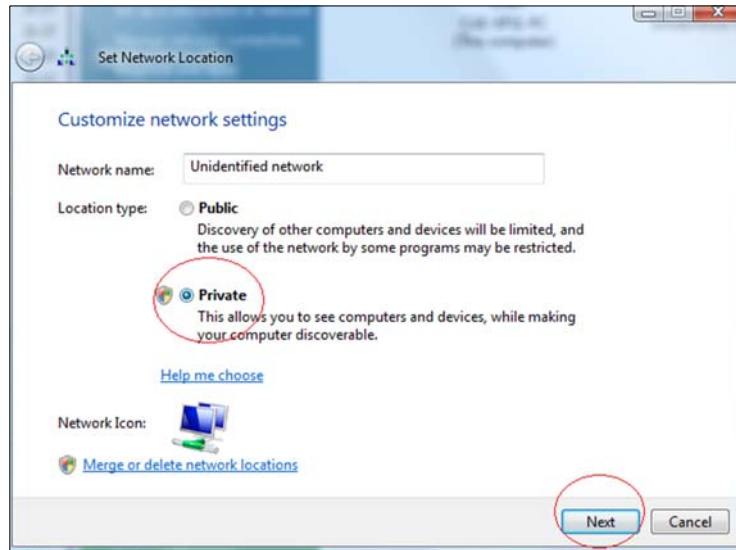 (This computer)
Set Network Location
Customize network settings
Network name:
Unidentified network
Location type:
Public
Discovery of other computers and devices will be limited, and
the use of the network by some programs may be restricted.
Private
This allows you to see computers and devices, while making
your computer discoverable.
Help me choose
Network Icon:
Merge or delete network locations
Next
Cancel